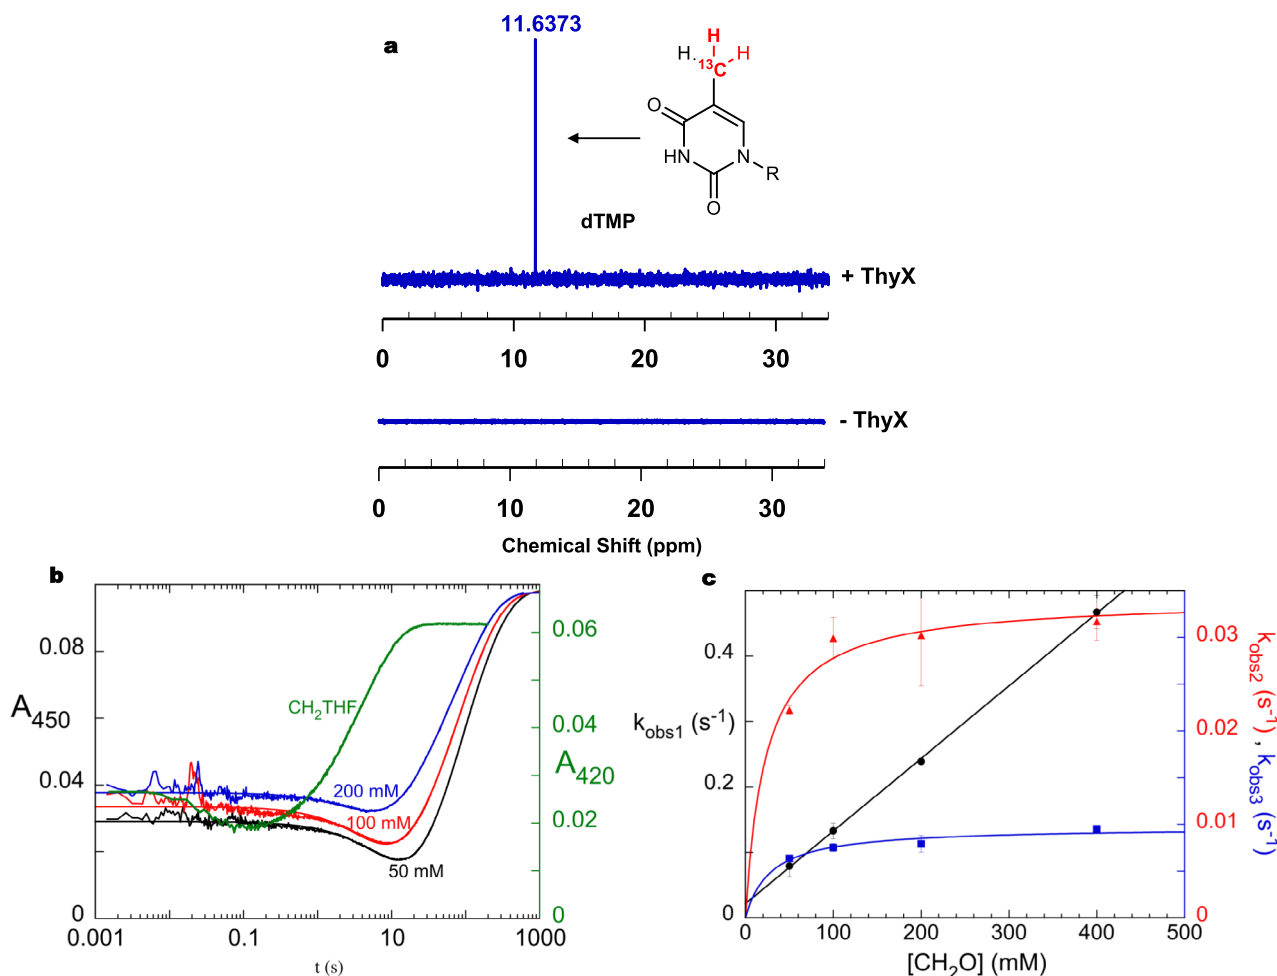 a
11.6373
H
H
13C
H
O
HN
N
R
O
dTMP
+ ThyX
0 10 20 30
- ThyX
0 10 20 30
Chemical Shift (ppm)
b
0.08
A450
0.04
0
CH2THF
200 mM
100 mM
50 mM
0.06
0.04
A420
0.02
0
0.001 0.1 10 1000
t (s)
c
0.4
kobs1 (s-1)
0.2
0
0.03
0.02
0.01
0
kobs2 (s-1), kobs3 (s-1)
0 100 200 300 400 500
[CH2O] (mM)